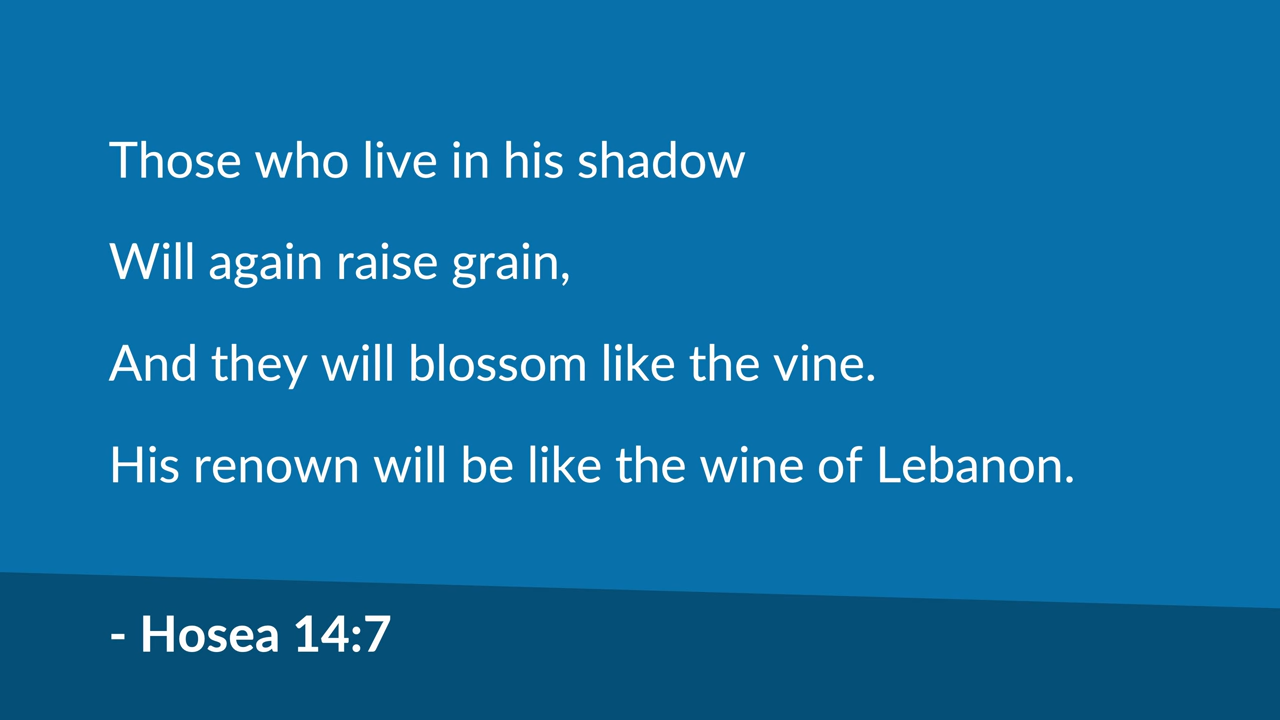 Those who live in his shadow
Will again raise grain,
And they will blossom like the vine.
His renown will be like the wine of Lebanon.
- Hosea 14:7